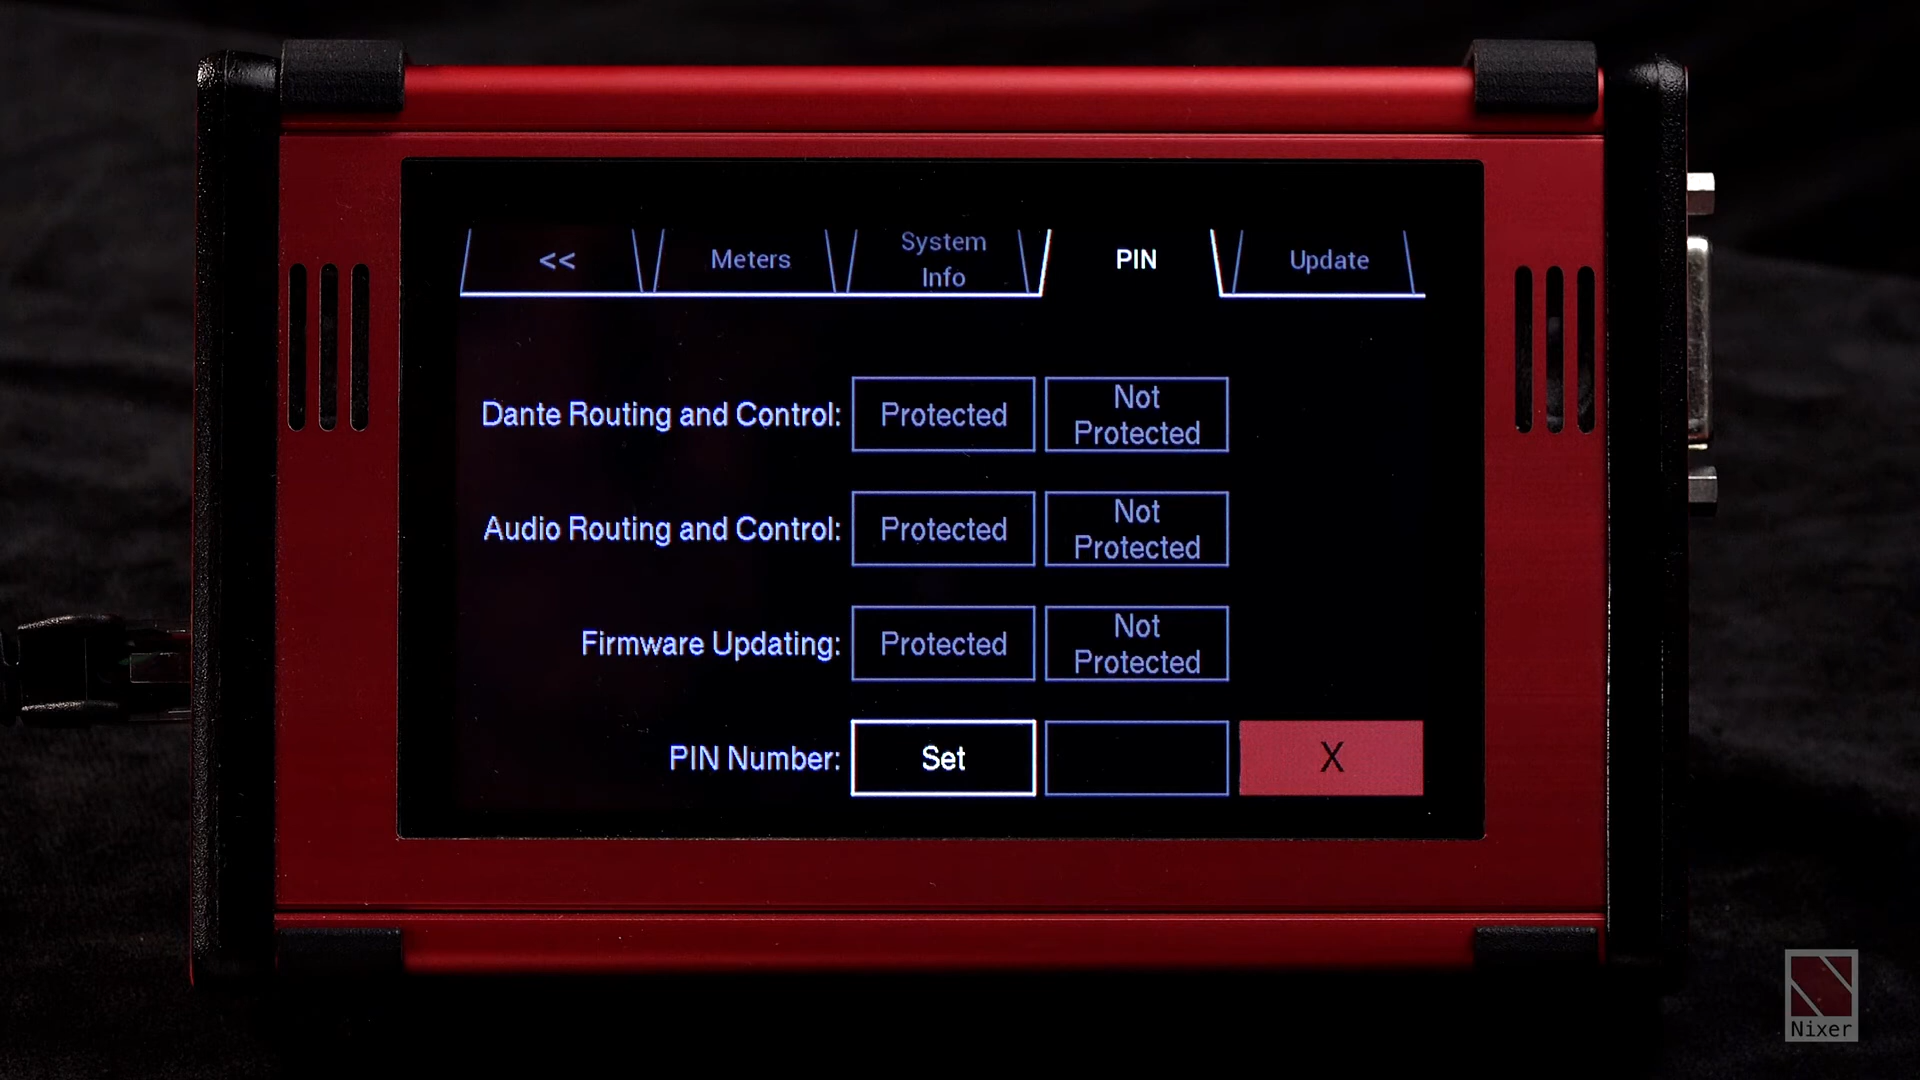 <<
Meters
System
Info
PIN
Update
Dante Routing and Control:
Protected
Not
Protected
Audio Routing and Control:
Protected
Not
Protected
Firmware Updating:
Protected
Not
Protected
PIN Number:
Set
X
Nixer